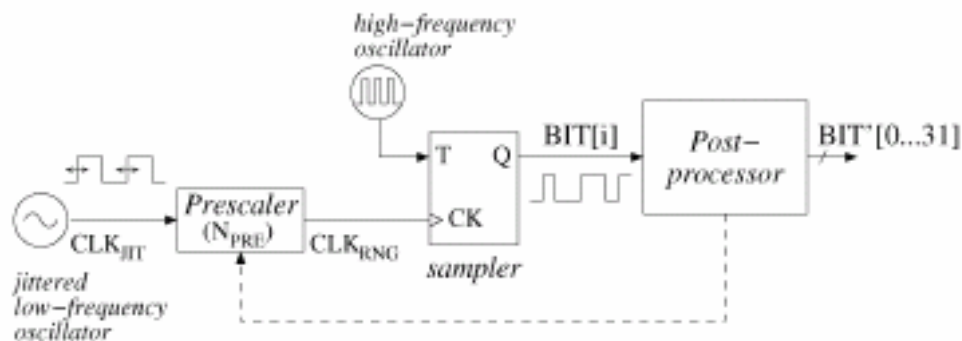 high-frequency
oscillator
T
Q
BIT[i]
Post-
processor
BIT'[0...31]
CLK_JIT
Prescaler
(N_PRE)
CLK_RNG
CK
sampler
jittered
low-frequency
oscillator